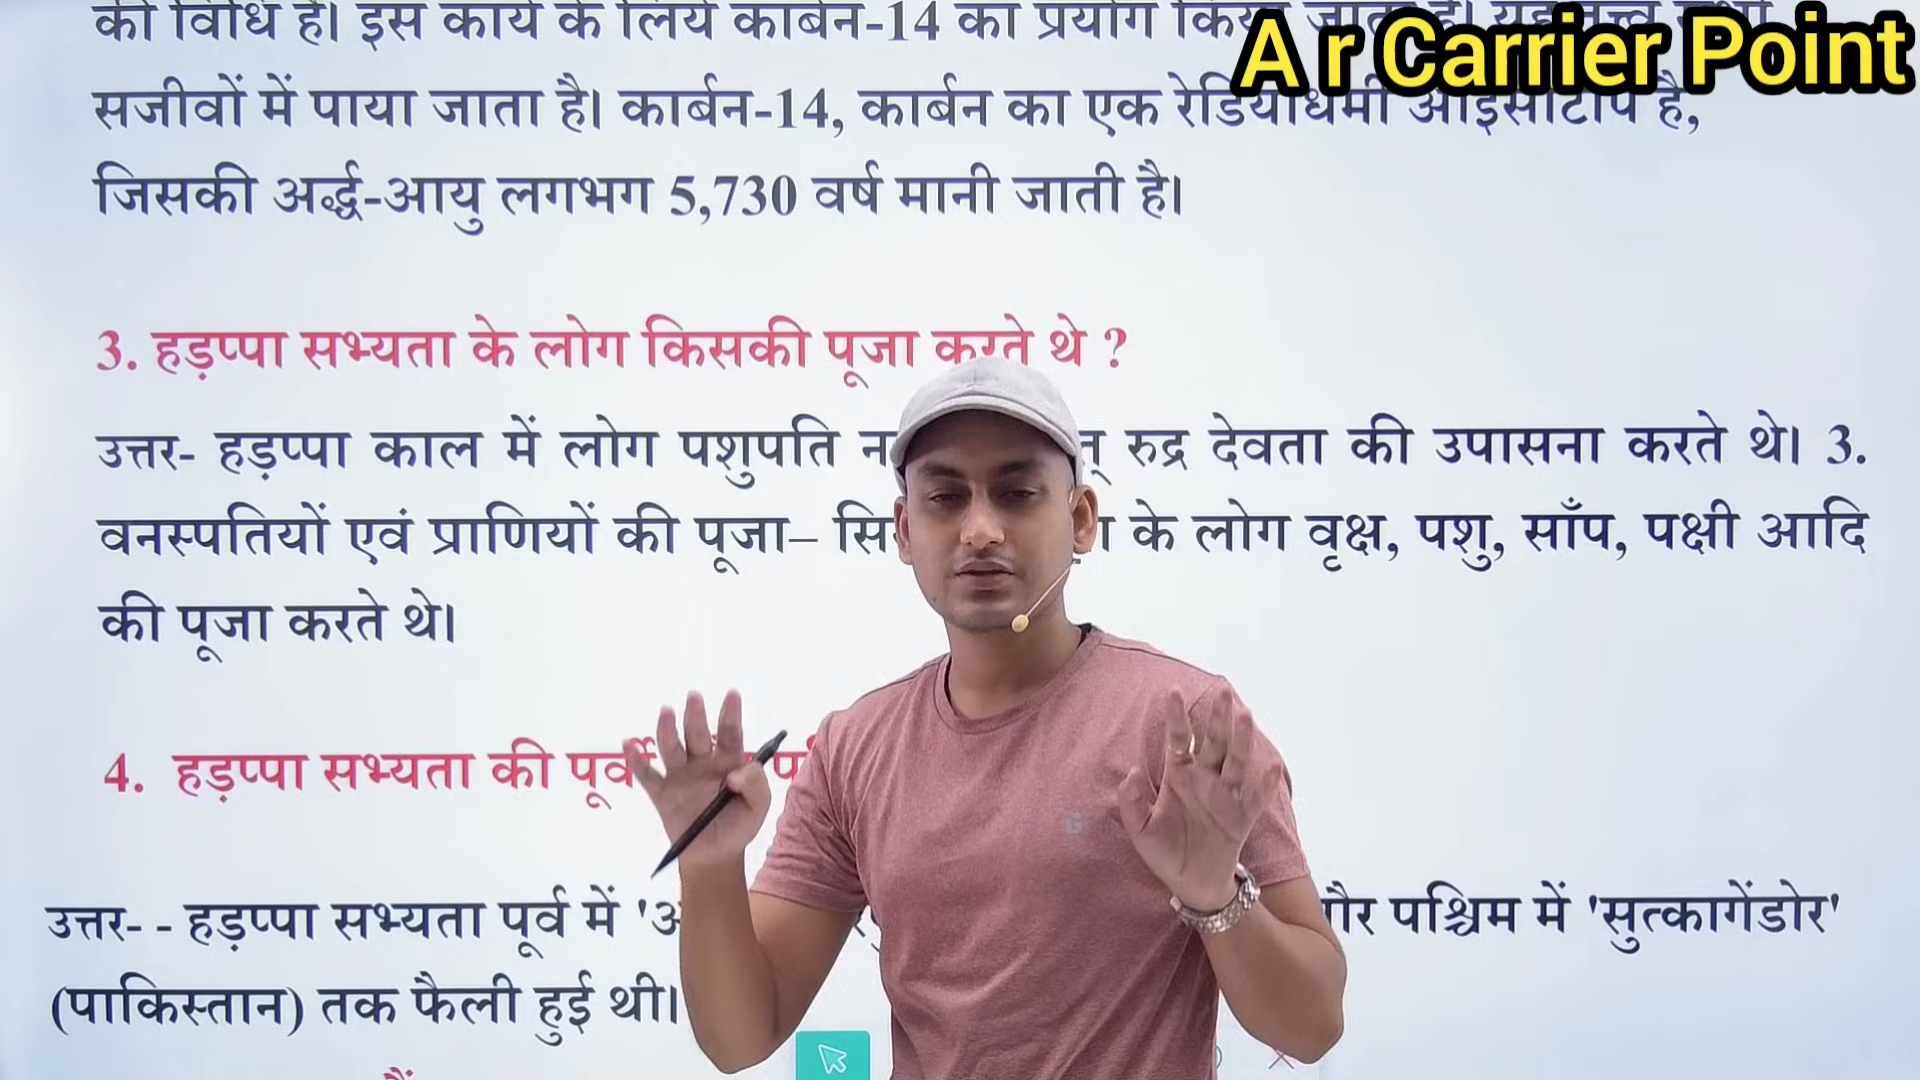 की विधि है। इस कार्य के लिये कार्बन-14 का प्रयोग
A r Carrier Point
सजीवों में पाया जाता है। कार्बन-14, कार्बन का एक रेडियोधर्मी आइसोटोप है,
जिसकी अर्द्ध-आयु लगभग 5,730 वर्ष मानी जाती है।
3. हड़प्पा सभ्यता के लोग किसकी पूजा करते थे ?
उत्तर- हड़प्पा काल में लोग पशुपति रुद्र देवता की उपासना करते थे। 3.
वनस्पतियों एवं प्राणियों की पूजा– के लोग वृक्ष, पशु, साँप, पक्षी आदि
की पूजा करते थे।
4. हड़प्पा सभ्यता की
उत्तर- - हड़प्पा सभ्यता पूर्व में पश्चिम में 'सुत्कागेंडोर'
(पाकिस्तान) तक फैली हुई थी।